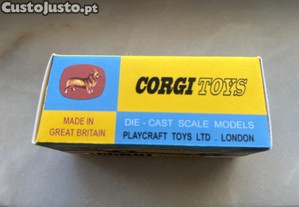 CustoJusto.pt
CORGI TOYS
MADE IN
GREAT BRITAIN
DIE - CAST SCALE MODELS
PLAYCRAFT TOYS LTD . LONDON